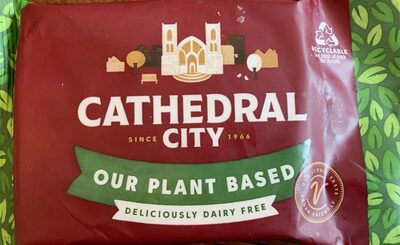 RECYCLABLE
CATHEDRAL
SINCE 1966
CITY
OUR PLANT BASED
DELICIOUSLY DAIRY FREE
V